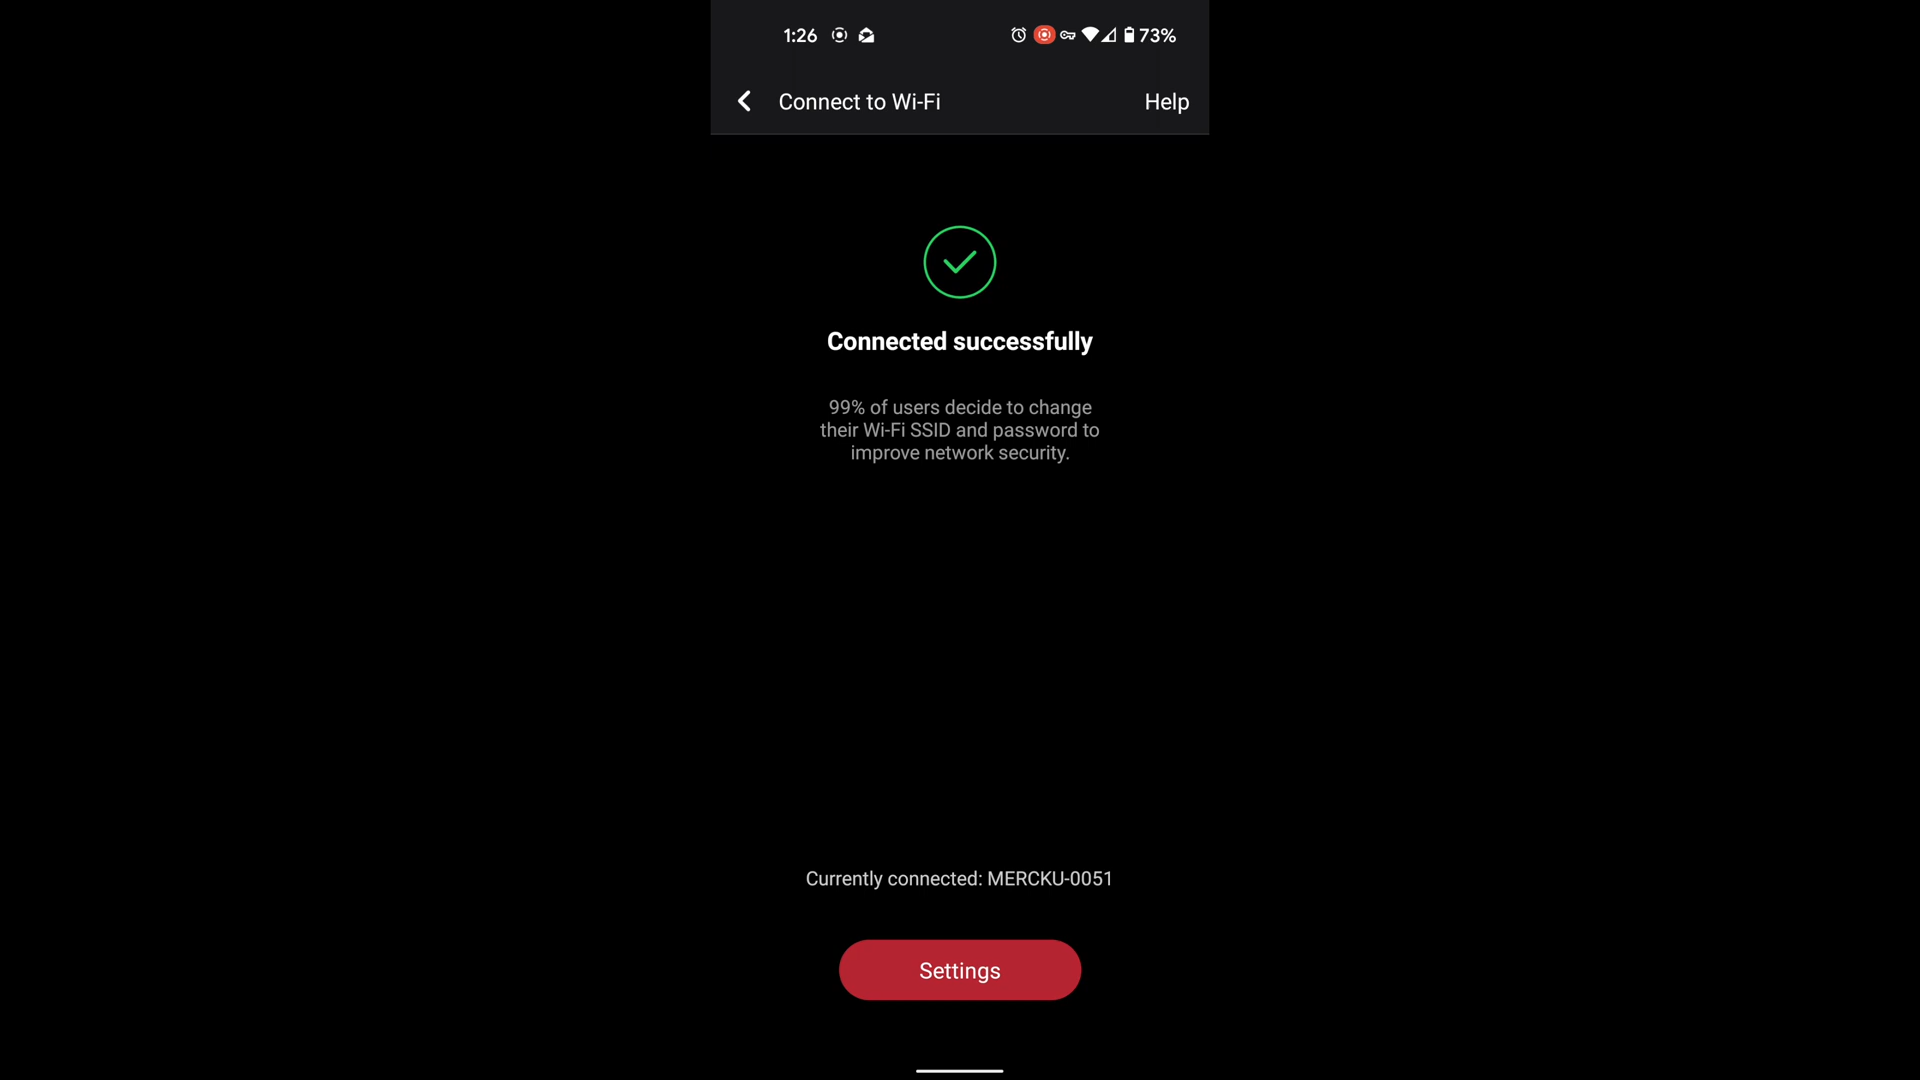 1:26 73%
Connect to Wi-Fi Help
Connected successfully
99% of users decide to change
their Wi-Fi SSID and password to
improve network security.
Currently connected: MERCKU-0051
Settings